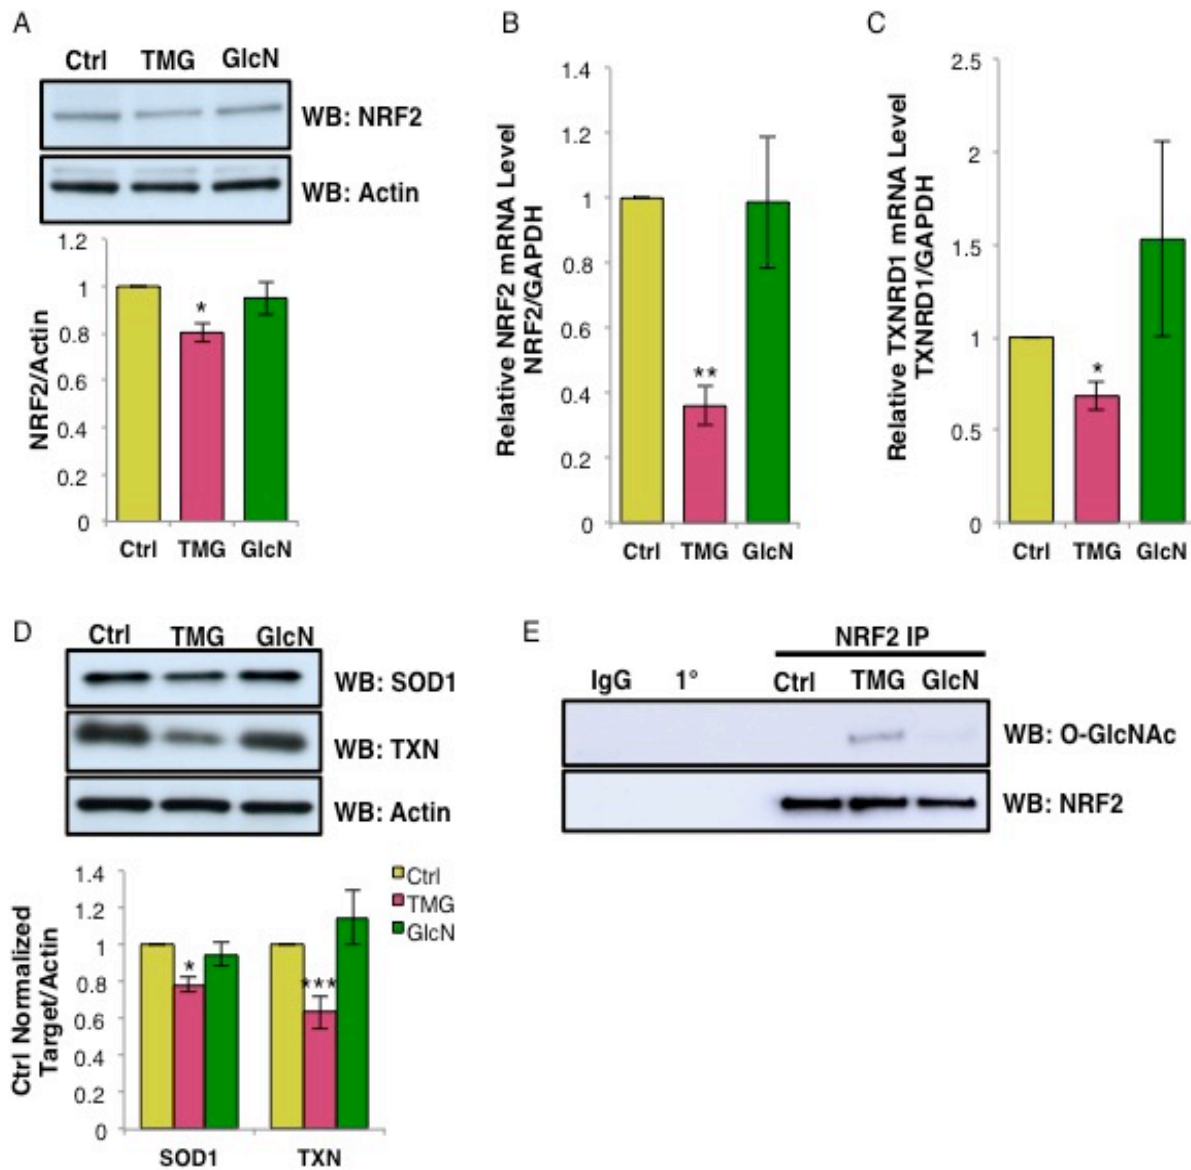 A
Ctrl TMG GlcN
WB: NRF2
WB: Actin
NRF2/Actin
1.2
1
0.8
0.6
0.4
0.2
0
*
Ctrl TMG GlcN
B
Relative NRF2 mRNA Level
NRF2/GAPDH
1.4
1.2
1
0.8
0.6
0.4
0.2
0
**
Ctrl TMG GlcN
C
Relative TXNRD1 mRNA Level
TXNRD1/GAPDH
2.5
2
1.5
1
0.5
0
*
Ctrl TMG GlcN
D
Ctrl TMG GlcN
WB: SOD1
WB: TXN
WB: Actin
Ctrl Normalized
Target/Actin
1.4
1.2
1
0.8
0.6
0.4
0.2
0
* ***
Ctrl
TMG
GlcN
SOD1 TXN
E
NRF2 IP
IgG 1° Ctrl TMG GlcN
WB: O-GlcNAc
WB: NRF2